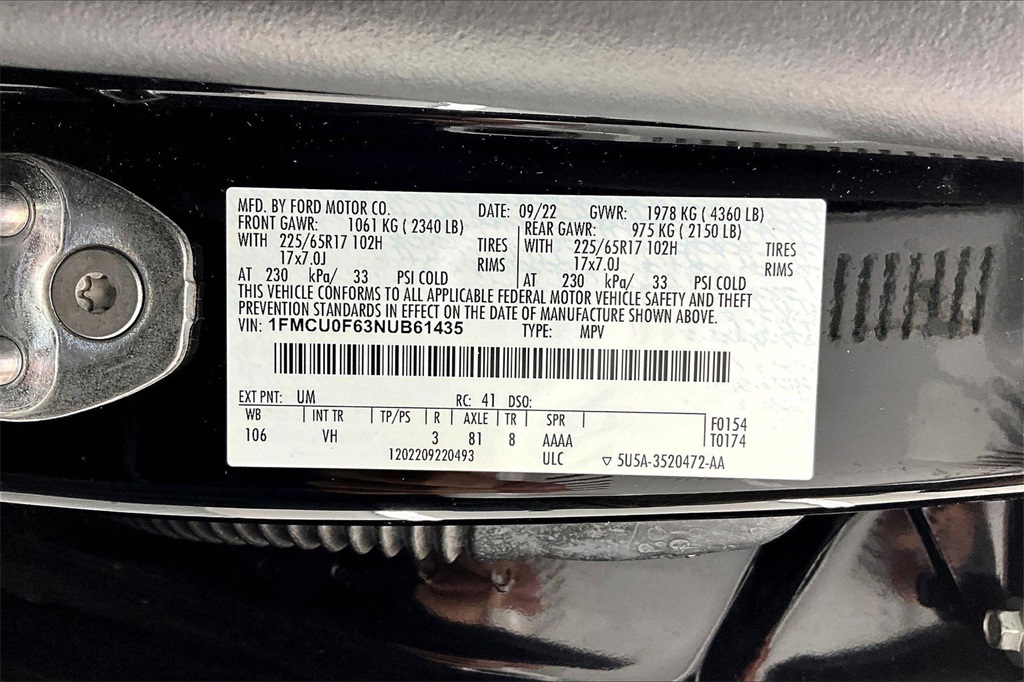 MFD. BY FORD MOTOR CO. DATE: 09/22 GVWR: 1978 KG ( 4360 LB)
FRONT GAWR: 1061 KG ( 2340 LB) REAR GAWR: 975 KG ( 2150 LB)
WITH 225/65R17 102H TIRES WITH 225/65R17 102H TIRES
17x7.0J RIMS 17x7.0J RIMS
AT 230 kPa/ 33 PSI COLD AT 230 kPa/ 33 PSI COLD
THIS VEHICLE CONFORMS TO ALL APPLICABLE FEDERAL MOTOR VEHICLE SAFETY AND THEFT
PREVENTION STANDARDS IN EFFECT ON THE DATE OF MANUFACTURE SHOWN ABOVE.
VIN: 1FMCU0F63NUB61435 TYPE: MPV
EXT PNT: UM RC: 41 DSO:
WB INT TR TP/PS R AXLE TR SPR F0154
106 VH 3 81 8 AAAA T0174
1202209220493 ULC ▽ 5U5A-3520472-AA